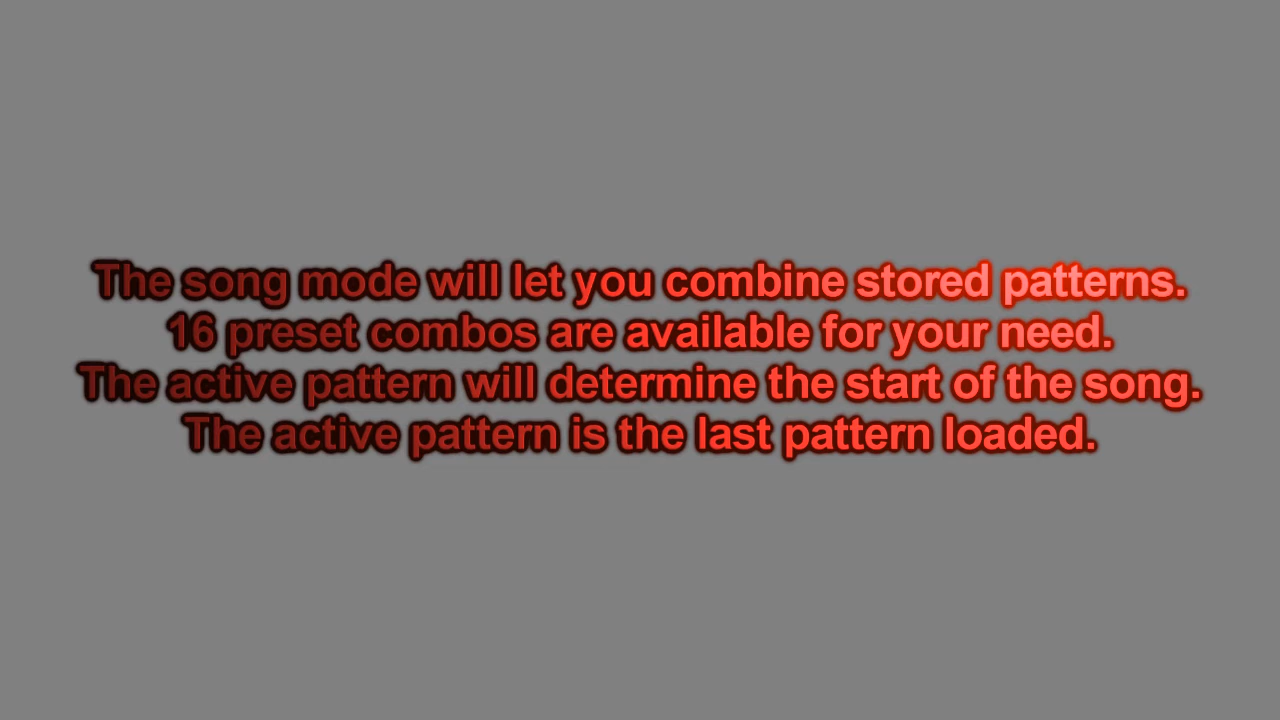 The song mode will let you combine stored patterns.
16 preset combos are available for your need.
The active pattern will determine the start of the song.
The active pattern is the last pattern loaded.